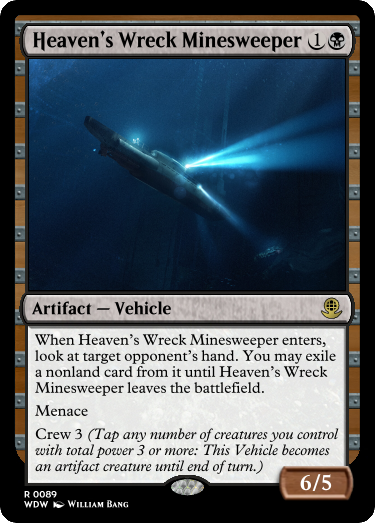 Heaven's Wreck Minesweeper 1
Artifact — Vehicle
When Heaven's Wreck Minesweeper enters,
look at target opponent's hand. You may exile
a nonland card from it until Heaven's Wreck
Minesweeper leaves the battlefield.
Menace
Crew 3 (Tap any number of creatures you control
with total power 3 or more: This Vehicle becomes
an artifact creature until end of turn.)
6/5
R 0089
WDW William Bang